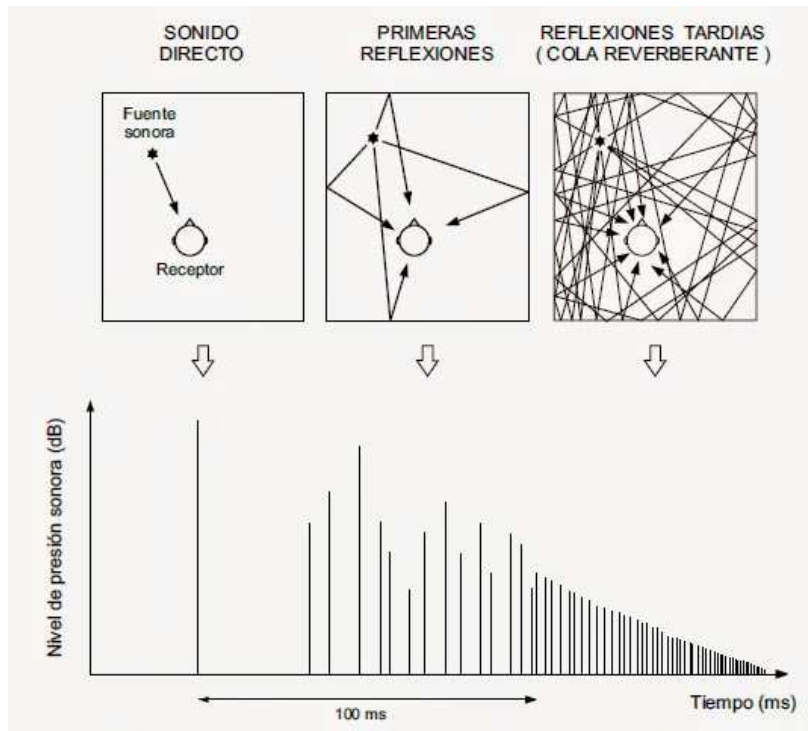 SONIDO
DIRECTO
PRIMERAS
REFLEXIONES
REFLEXIONES TARDIAS
( COLA REVERBERANTE )
Fuente
sonora
Receptor
Nivel de presión sonora (dB)
Tiempo (ms)
100 ms